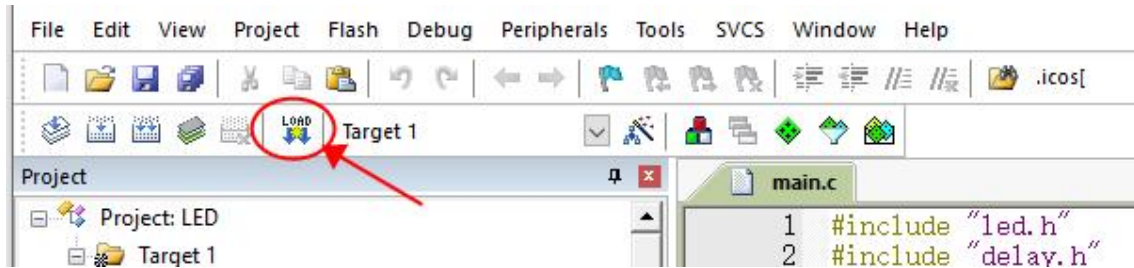 File Edit View Project Flash Debug Peripherals Tools SVCS Window Help
.icos[
LOAD Target 1
Project main.c
Project: LED 1 #include "led.h"
Target 1 2 #include "delay.h"